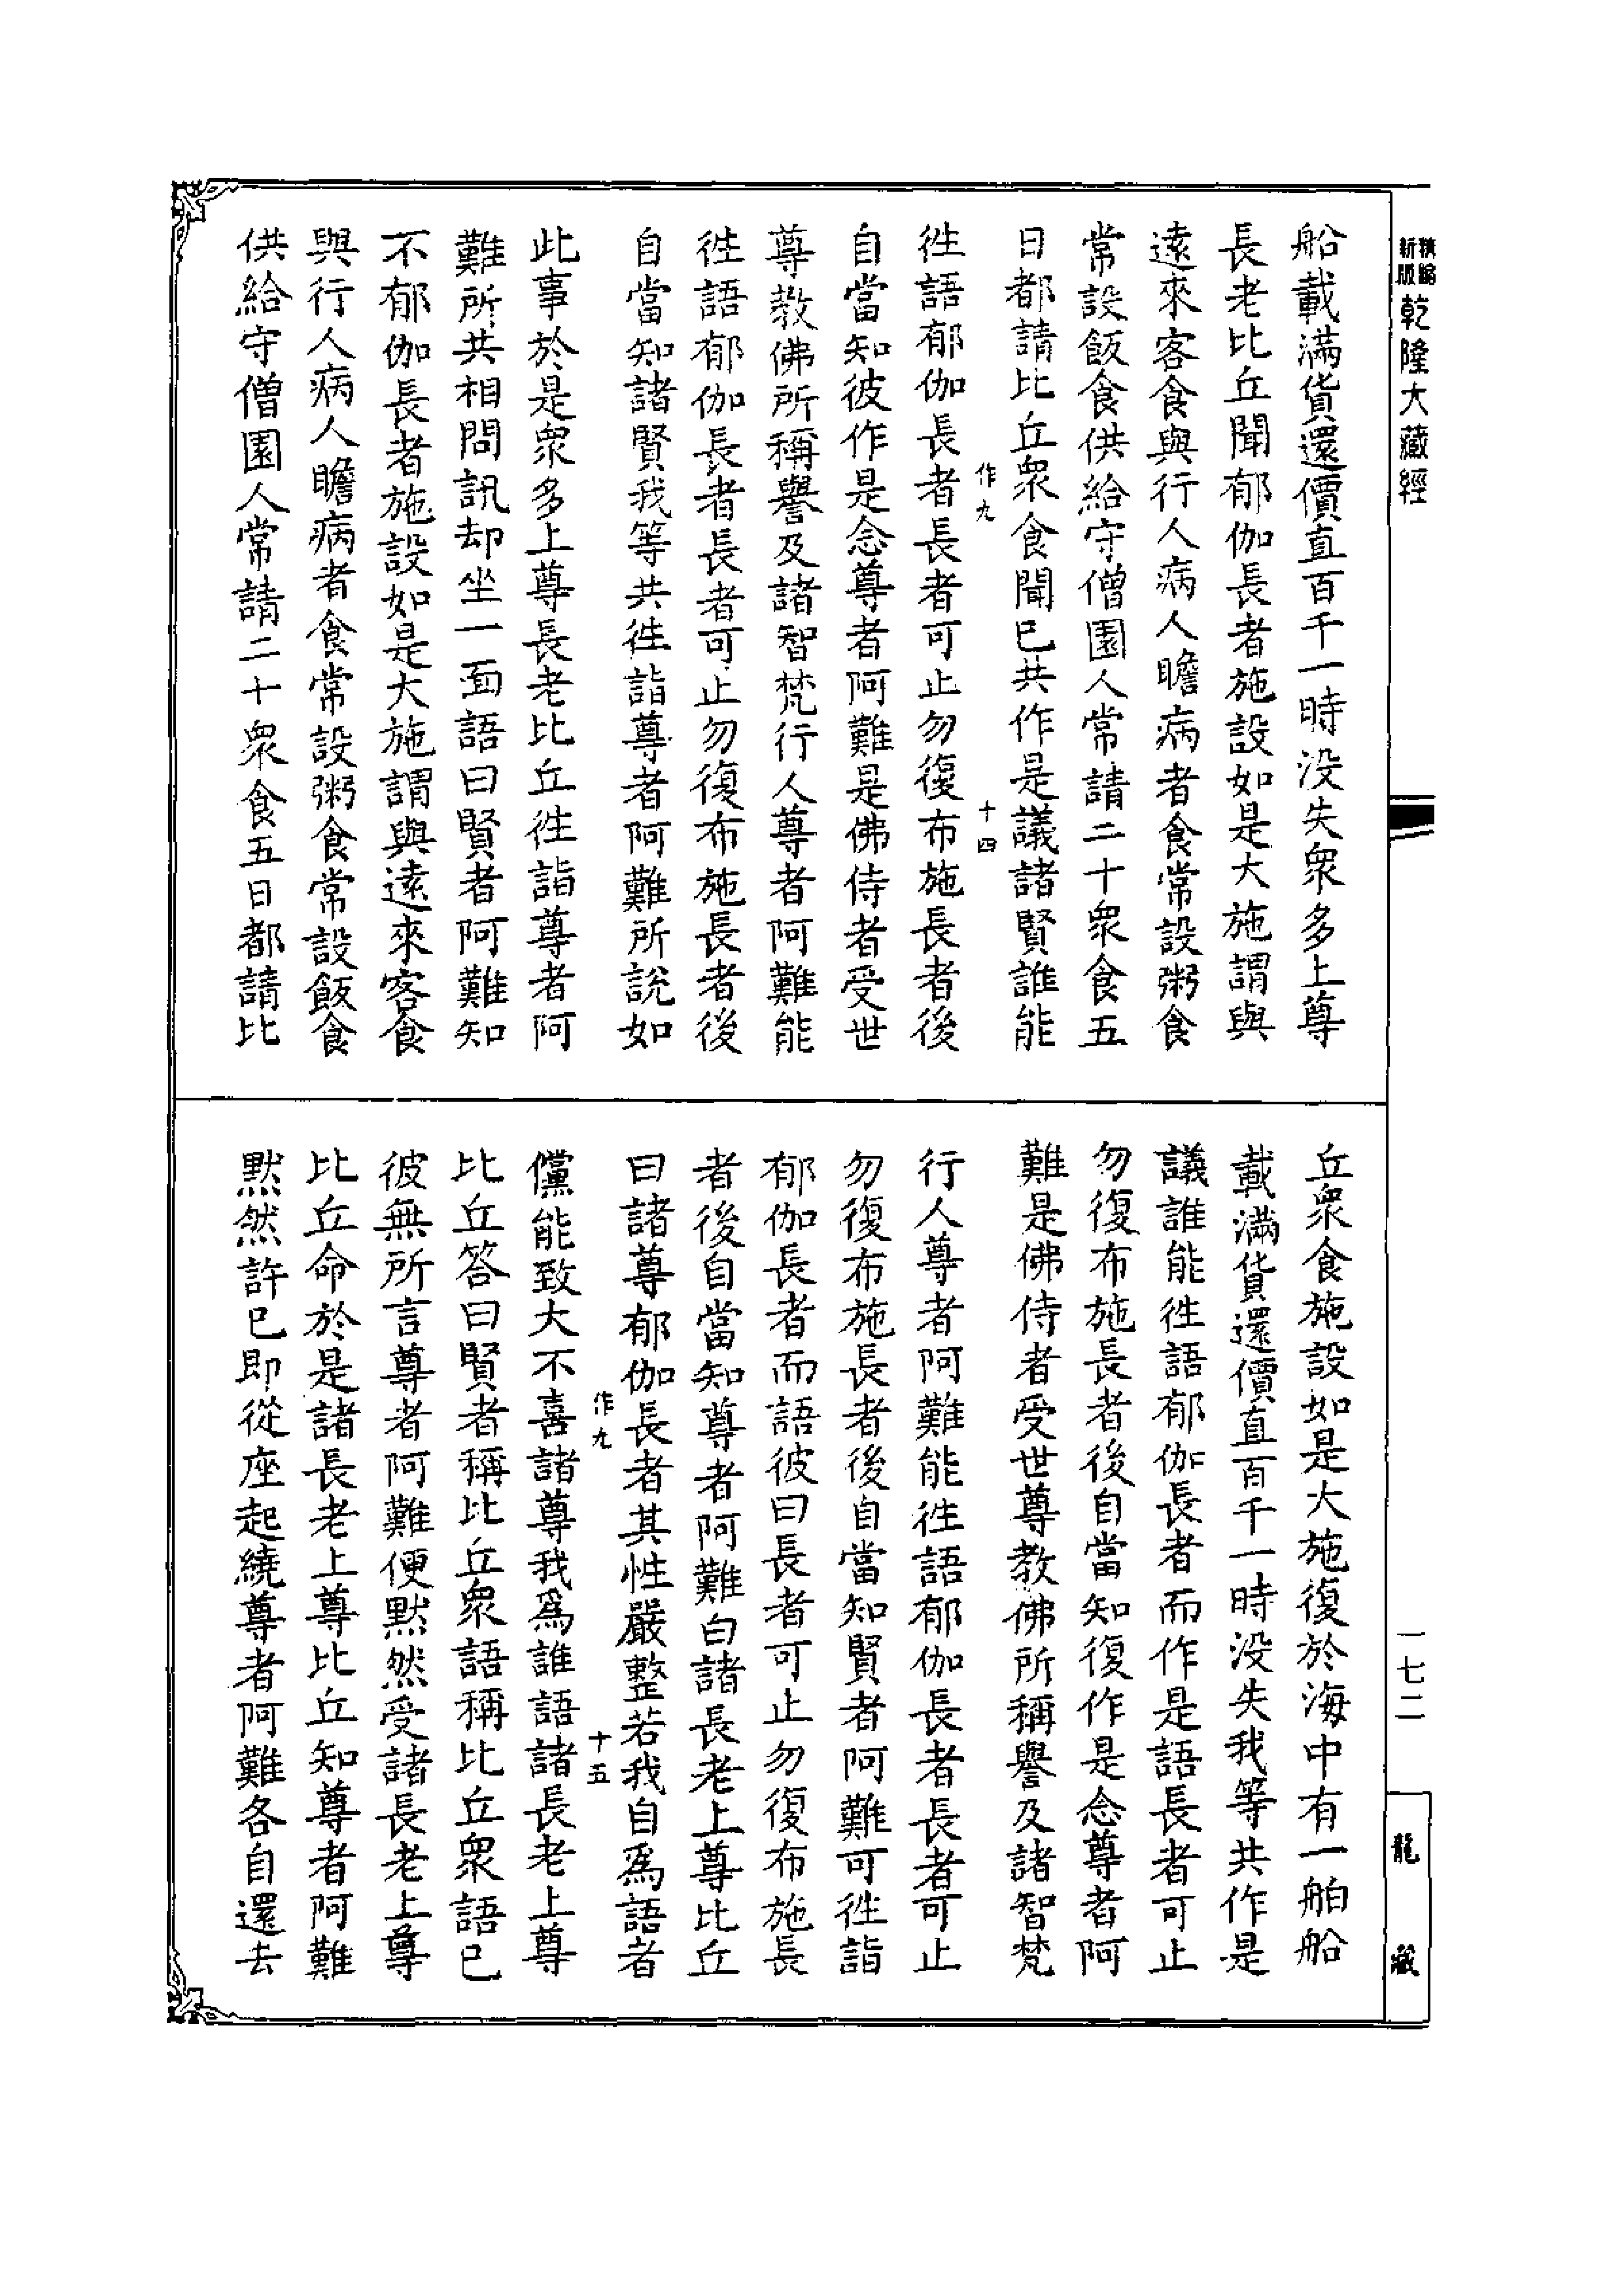 精縮
新版
乾隆大藏經
船載滿貨還價直百千一時没失衆多上尊
長老比丘聞郁伽長者施設如是大施謂與
遠來客食與行人病人瞻病者食常設粥食
常設飯食供給守僧園人常請二十衆食五
日都請比丘衆食聞已共作是議諸賢誰能
作九
十四
徃語郁伽長者長者可止勿復布施長者後
自當知彼作是念尊者阿難是佛侍者受世
尊教佛所稱譽及諸智梵行人尊者阿難能
徃語郁伽長者長者可止勿復布施長者後
自當知諸賢我等共徃詣尊者阿難所說如
此事於是衆多上尊長老比丘徃詣尊者阿
難所共相問訊却坐一面語曰賢者阿難知
不郁伽長者施設如是大施謂與遠來客食
與行人病人瞻病者食常設粥食常設飯食
供給守僧園人常請二十衆食五日都請比
丘衆食施設如是大施復於海中有一舶船
載滿貨還價直百千一時没失我等共作是
議誰能徃語郁伽長者而作是語長者可止
勿復布施長者後自當知復作是念尊者阿
難是佛侍者受世尊教佛所稱譽及諸智梵
行人尊者阿難能徃語郁伽長者長者可止
勿復布施長者後自當知賢者阿難可徃詣
郁伽長者而語彼曰長者可止勿復布施長
者後自當知尊者阿難白諸長老上尊比丘
曰諸尊郁伽長者其性嚴整若我自爲語者
作九
十五
儻能致大不喜諸尊我爲誰語諸長老上尊
比丘答曰賢者稱比丘衆語稱比丘衆語已
彼無所言尊者阿難便默然受諸長老上尊
比丘命於是諸長老上尊比丘知尊者阿難
默然許已即從座起繞尊者阿難各自還去
一七二
龍藏